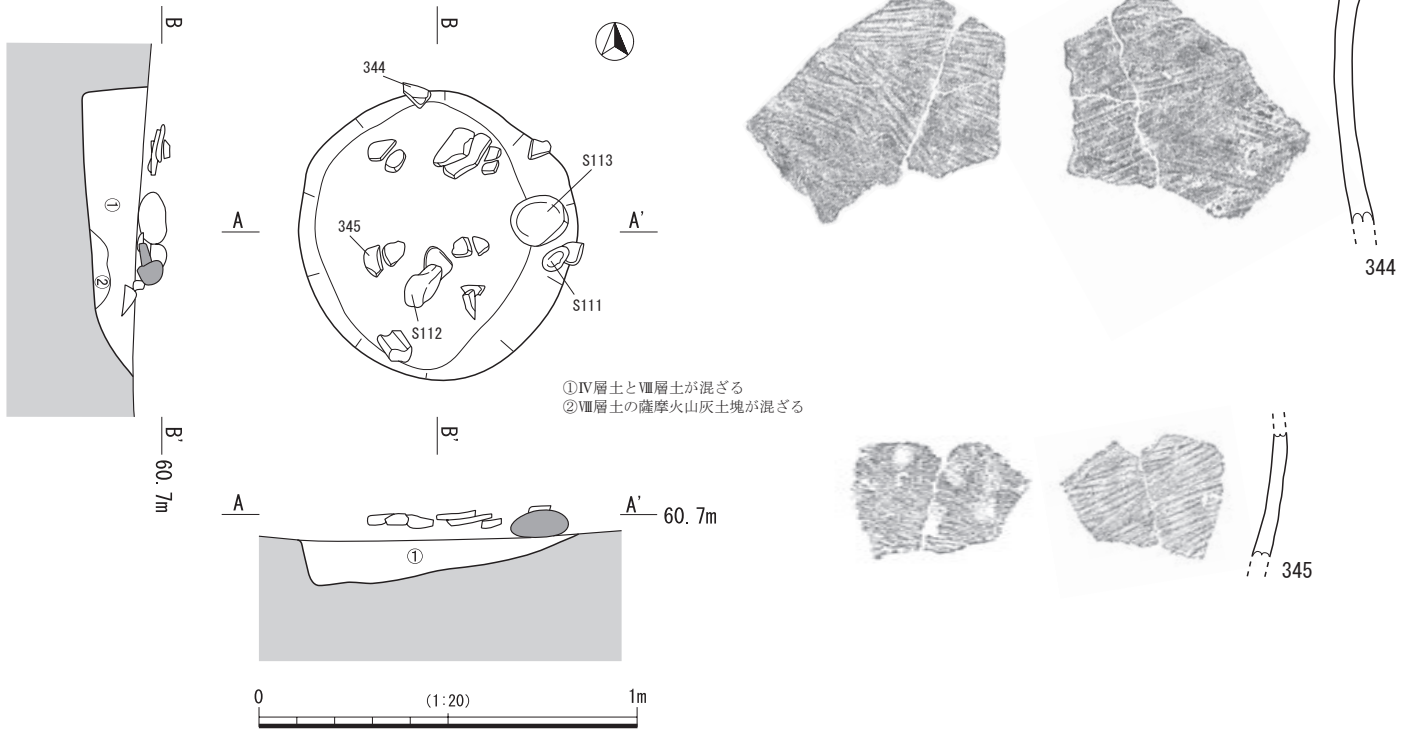 B
B
344
S113
A
A'
345
①
②
S111
S112
344
①Ⅳ層土とⅧ層土が混ざる
②Ⅷ層土の薩摩火山灰土塊が混ざる
B'
60.7m
B'
A
A'
60.7m
①
345
0
(1:20)
1m